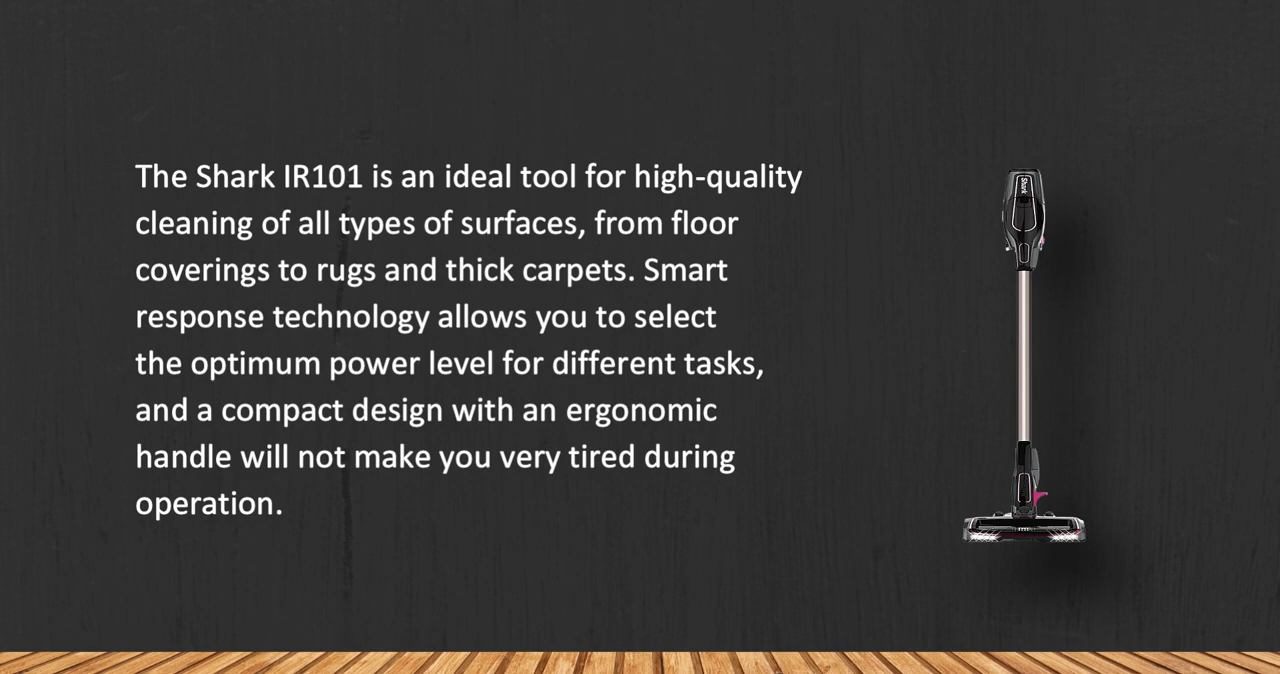 The Shark IR101 is an ideal tool for high-quality
cleaning of all types of surfaces, from floor
coverings to rugs and thick carpets. Smart
response technology allows you to select
the optimum power level for different tasks,
and a compact design with an ergonomic
handle will not make you very tired during
operation.
Shark